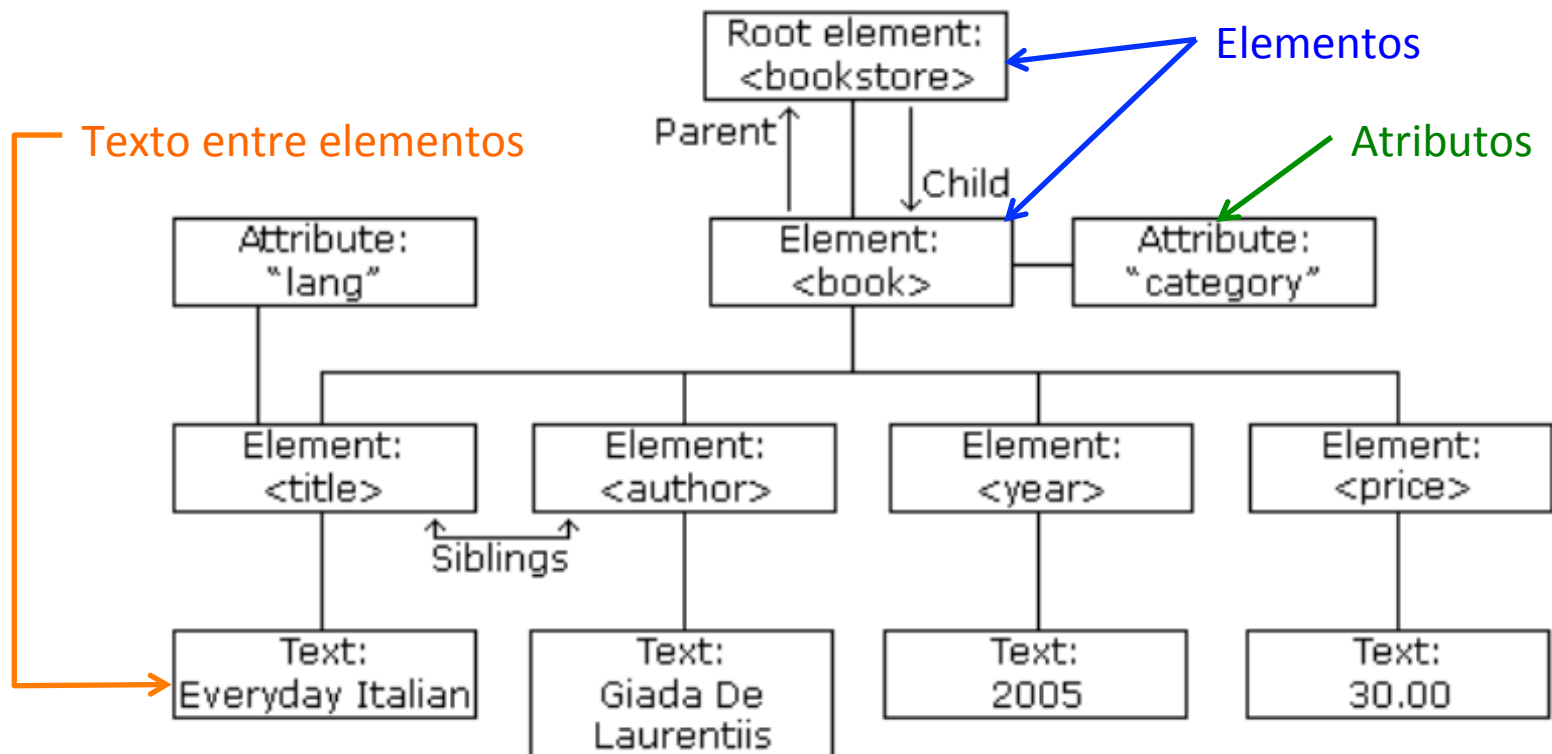 Root element:
<bookstore>
Elementos
Parent
Child
Texto entre elementos
Atributos
Attribute:
“lang”
Element:
<book>
Attribute:
“category”
Element:
<title>
Element:
<author>
Element:
<year>
Element:
<price>
Siblings
Text:
Everyday Italian
Text:
Giada De
Laurentiis
Text:
2005
Text:
30.00